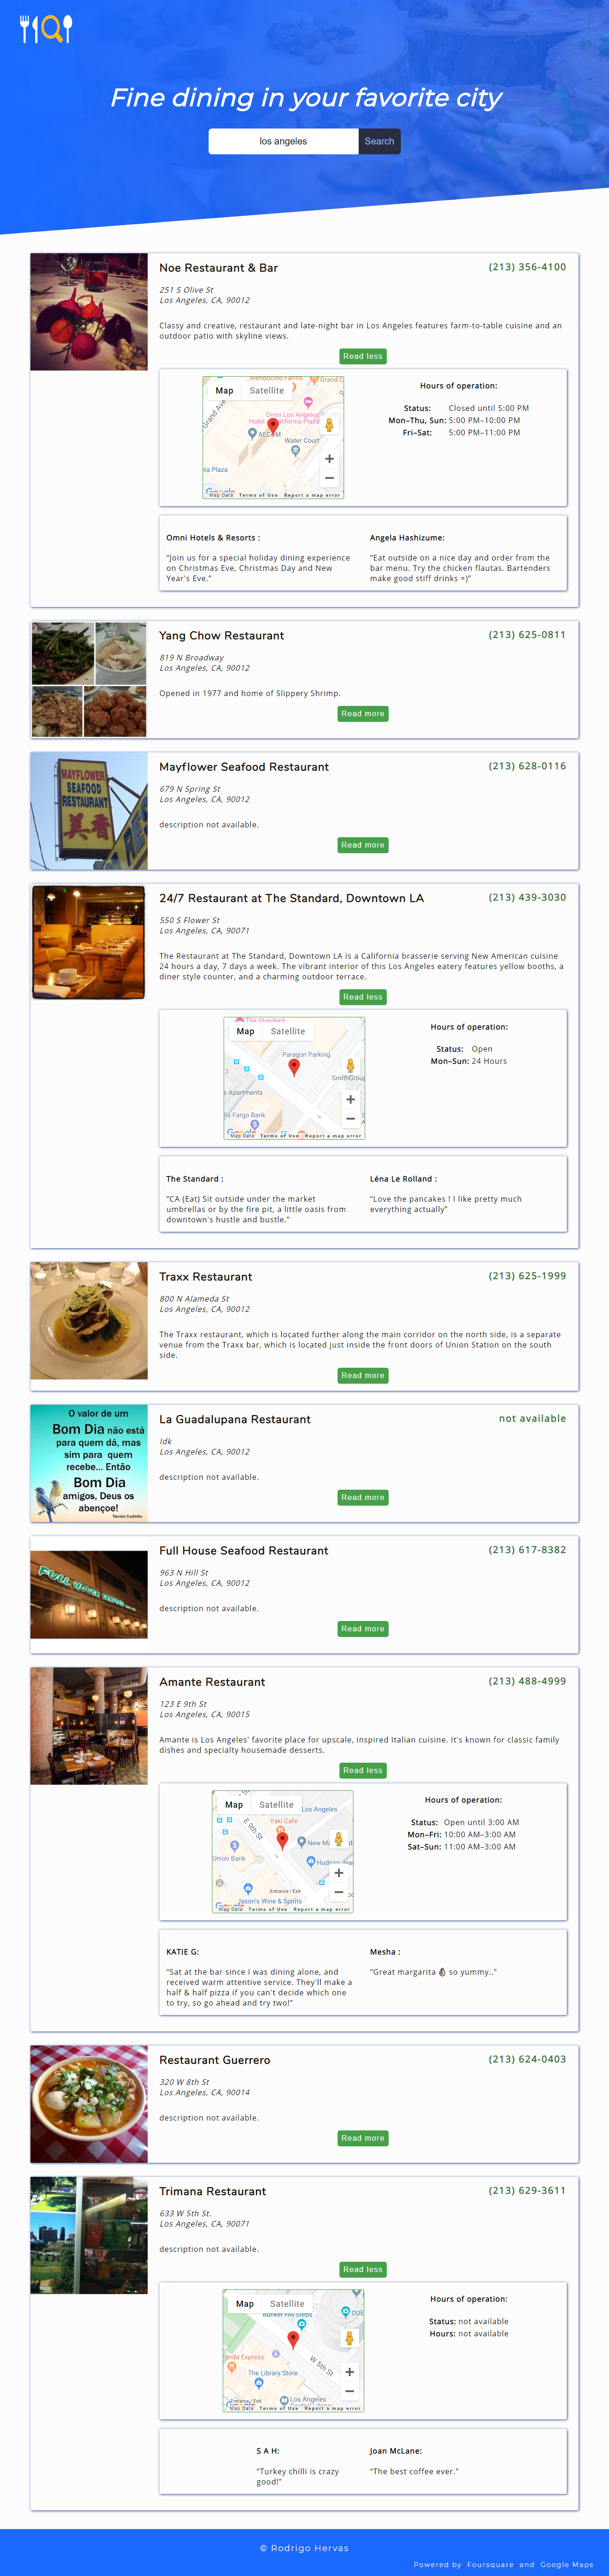 Fine dining in your favorite city
los angeles
Search
Noe Restaurant & Bar
(213) 356-4100
251 S Olive St
Los Angeles, CA, 90012
Classy and creative, restaurant and late-night bar in Los Angeles features farm-to-table cuisine and an
outdoor patio with skyline views.
Read less
Map
Satellite
Grand Ave
Omni Los Angeles
Hotel California Plaza
AECOM
Water Court
nia Plaza
Google
Map Data
Terms of Use
Report a map error
Hours of operation:
Status: Closed until 5:00 PM
Mon–Thu, Sun: 5:00 PM–10:00 PM
Fri–Sat: 5:00 PM–11:00 PM
Omni Hotels & Resorts :
“Join us for a special holiday dining experience
on Christmas Eve, Christmas Day and New
Year's Eve.”
Angela Hashizume:
“Eat outside on a nice day and order from the
bar menu. Try the chicken flautas. Bartenders
make good stiff drinks =)”
Yang Chow Restaurant
(213) 625-0811
819 N Broadway
Los Angeles, CA, 90012
Opened in 1977 and home of Slippery Shrimp.
Read more
MAYFLOWER
SEAFOOD
RESTAURANT
美香
Mayflower Seafood Restaurant
(213) 628-0116
679 N Spring St
Los Angeles, CA, 90012
description not available.
Read more
24/7 Restaurant at The Standard, Downtown LA
(213) 439-3030
550 S Flower St
Los Angeles, CA, 90071
The Restaurant at The Standard, Downtown LA is a California brasserie serving New American cuisine
24 hours a day, 7 days a week. The vibrant interior of this Los Angeles eatery features yellow booths, a
diner style counter, and a charming outdoor terrace.
Read less
Map
Satellite
Paragon Parking
SmithGroup
s Apartments
lls Fargo Bank
Google
Map Data
Terms of Use
Report a map error
Hours of operation:
Status: Open
Mon–Sun: 24 Hours
The Standard :
“CA (Eat) Sit outside under the market
umbrellas or by the fire pit, a little oasis from
downtown's hustle and bustle.”
Léna Le Rolland :
“Love the pancakes ! I like pretty much
everything actually”
Traxx Restaurant
(213) 625-1999
800 N Alameda St
Los Angeles, CA, 90012
The Traxx restaurant, which is located further along the main corridor on the north side, is a separate
venue from the Traxx bar, which is located just inside the front doors of Union Station on the south
side.
Read more
O valor de um
Bom Dia não está
para quem dá, mas
sim para quem
recebe... Então
Bom Dia
amigos, Deus os
abençoe!
Tarcísio Custódio
La Guadalupana Restaurant
not available
Idk
Los Angeles, CA, 90012
description not available.
Read more
FULL HOUSE
Full House Seafood Restaurant
(213) 617-8382
963 N Hill St
Los Angeles, CA, 90012
description not available.
Read more
Amante Restaurant
(213) 488-4999
123 E 9th St
Los Angeles, CA, 90015
Amante is Los Angeles' favorite place for upscale, inspired Italian cuisine. It's known for classic family
dishes and specialty housemade desserts.
Read less
Map
Satellite
Los Angeles
Yaki Cafe
E 9th St
Union Bank
Entrance / Exit
Jason's Wine & Spirits
Google
Map Data
Terms of Use
Report a map error
Hours of operation:
Status: Open until 3:00 AM
Mon–Fri: 10:00 AM–3:00 AM
Sat–Sun: 11:00 AM–3:00 AM
KATIE G:
“Sat at the bar since I was dining alone, and
received warm attentive service. They'll make a
half & half pizza if you can't decide which one
to try, so go ahead and try two!”
Mesha :
“Great margarita 👌🏾 so yummy..”
Restaurant Guerrero
(213) 624-0403
320 W 8th St
Los Angeles, CA, 90014
description not available.
Read more
Trimana Restaurant
(213) 629-3611
633 W 5th St.
Los Angeles, CA, 90071
description not available.
Read less
Map
Satellite
Bunker Hill Steps
W 5th St
anda Express
The Library Store
Entrance / Exit
Los Angeles
Google
Map Data
Terms of Use
Report a map error
Hours of operation:
Status: not available
Hours: not available
S A H:
“Turkey chilli is crazy
good!”
Joan McLane:
“The best coffee ever.”
© Rodrigo Hervas
Powered by Foursquare and Google Maps